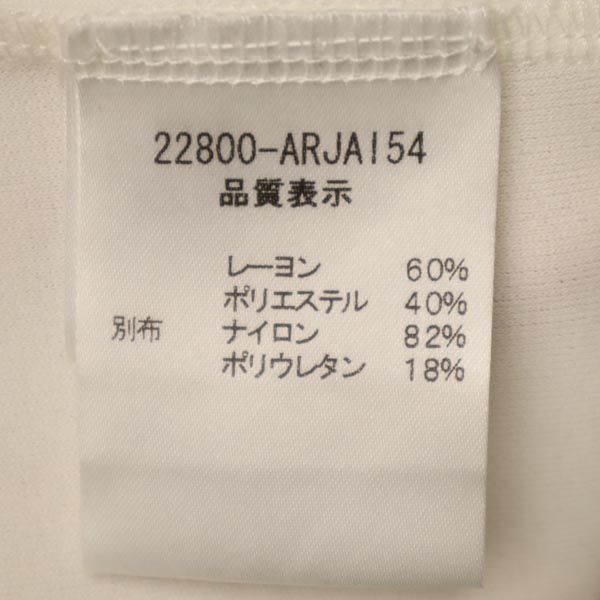 22800-ARJAI54
品質表示
レーヨン 60%
ポリエステル 40%
別布 ナイロン 82%
ポリウレタン 18%